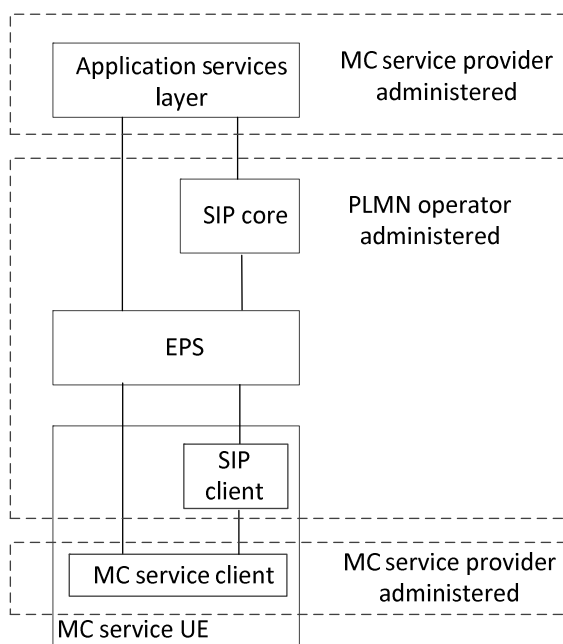 Application services
layer
MC service provider
administered
SIP core
PLMN operator
administered
EPS
SIP
client
MC service client
MC service provider
administered
MC service UE